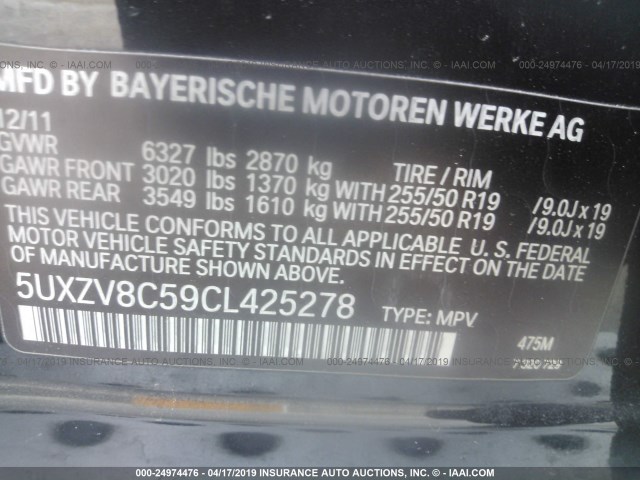 MFD BY BAYERISCHE MOTOREN WERKE AG
12/11
GVWR 6327 lbs 2870 kg TIRE / RIM
GAWR FRONT 3020 lbs 1370 kg WITH 255/50 R19 /9.0J x 19
GAWR REAR 3549 lbs 1610 kg WITH 255/50 R19 /9.0J x 19
THIS VEHICLE CONFORMS TO ALL APPLICABLE U. S. FEDERAL
MOTOR VEHICLE SAFETY STANDARDS IN EFFECT ON THE DATE
OF MANUFACTURE SHOWN ABOVE.
5UXZV8C59CL425278 TYPE: MPV 475M
000-24974476 - 04/17/2019 INSURANCE AUTO AUCTIONS, INC. - IAAI.COM